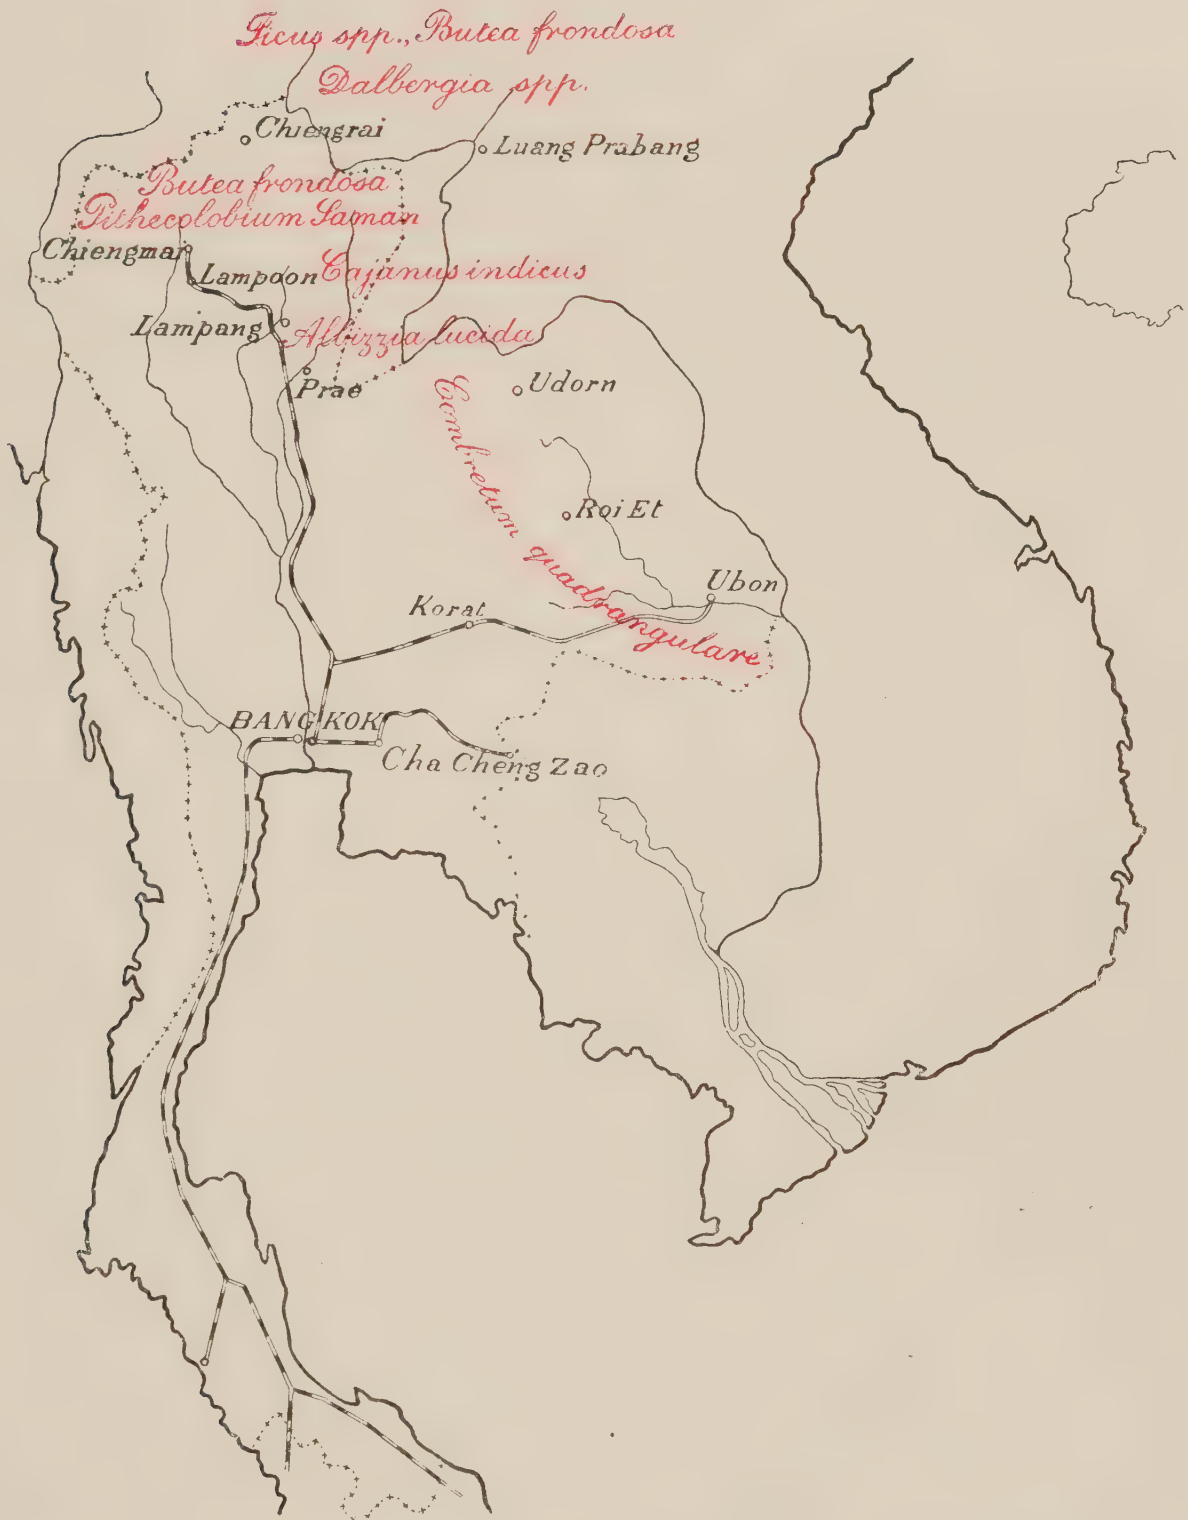 Ficus spp., Butea frondosa
Dalbergia spp.
Chiengrai
Luang Prabang
Butea frondosa
Pithecolobium Saman
Chiengmai
Lampoon
Cajanus indicus
Lampang
Albizzia lucida
Prae
Udorn
Combretum quadrangulare
Roi Et
Ubon
Korat
BANGKOK
Cha Cheng Zao